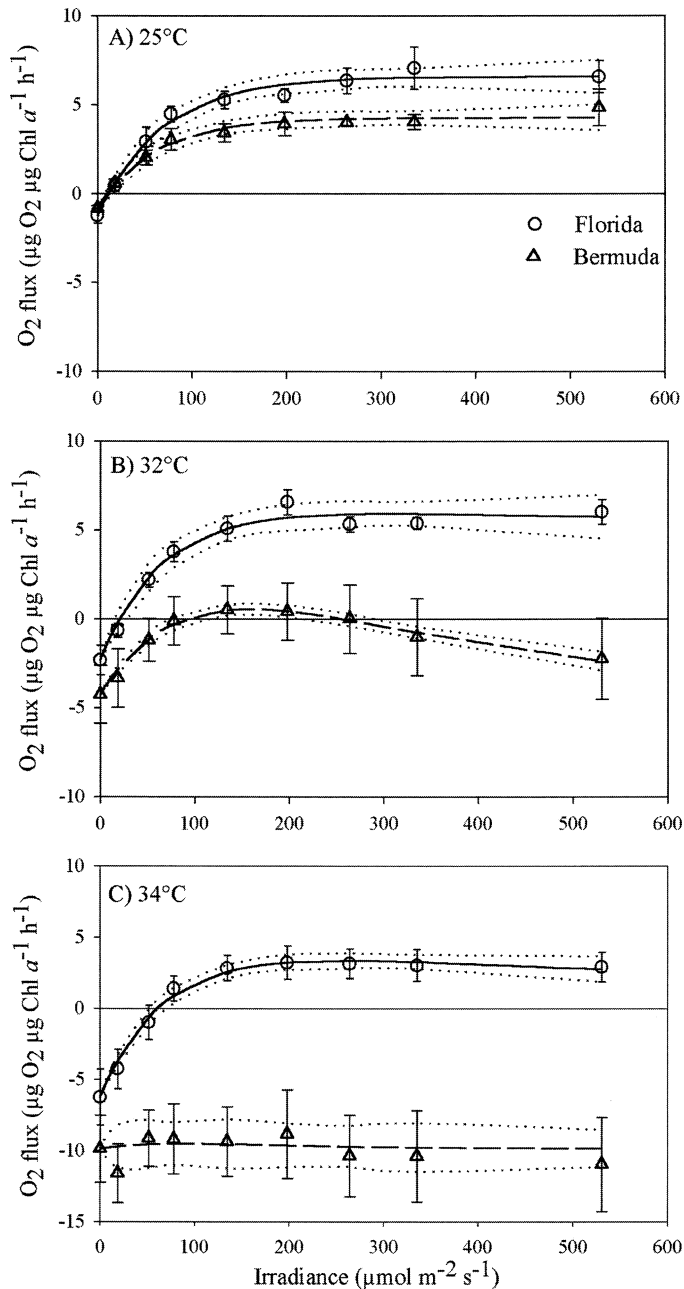 A) 25°C
10
5
0
-5
-10
O2 flux (µg O2 µg Chl a⁻¹ h⁻¹)
Florida
Bermuda
0 100 200 300 400 500 600
B) 32°C
10
5
0
-5
-10
O2 flux (µg O2 µg Chl a⁻¹ h⁻¹)
0 100 200 300 400 500 600
C) 34°C
10
5
0
-5
-10
-15
O2 flux (µg O2 µg Chl a⁻¹ h⁻¹)
0 100 200 300 400 500 600
Irradiance (µmol m⁻² s⁻¹)